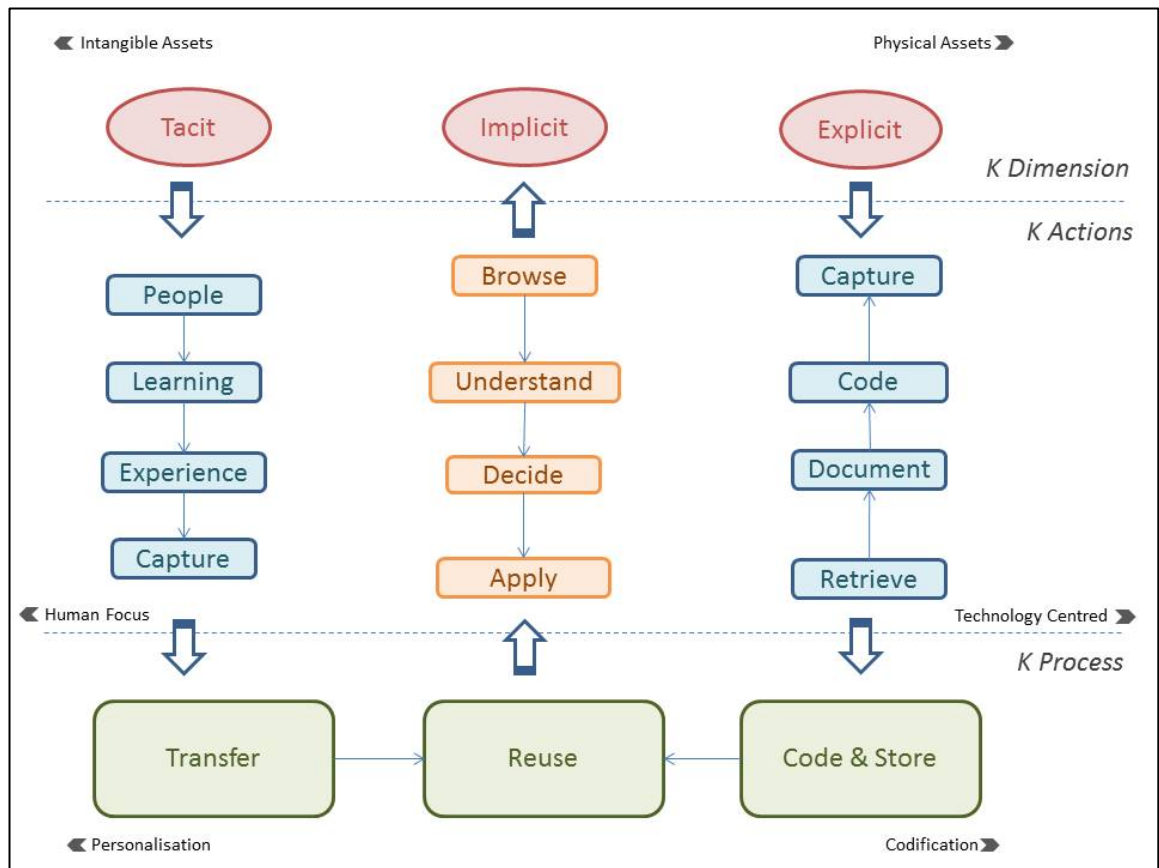 Intangible Assets
Physical Assets
Tacit
Implicit
Explicit
K Dimension
K Actions
People
Browse
Capture
Learning
Understand
Code
Experience
Decide
Document
Capture
Apply
Retrieve
Human Focus
Technology Centred
K Process
Transfer
Reuse
Code & Store
Personalisation
Codification